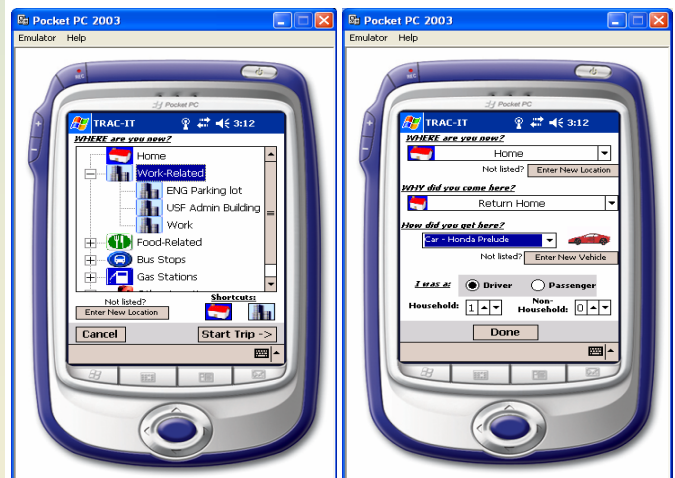 Pocket PC 2003
Emulator Help
REC
Pocket PC
TRAC-IT 3:12
WHERE are you now?
Home
Work-Related
ENG Parking lot
USF Admin Building
Work
Food-Related
Bus Stops
Gas Stations
Not listed?
Shortcuts:
Enter New Location
Cancel
Start Trip ->
Pocket PC 2003
Emulator Help
REC
Pocket PC
TRAC-IT 3:12
WHERE are you now?
Home
Not listed? Enter New Location
WHY did you come here?
Return Home
How did you get here?
Car - Honda Prelude
Not listed? Enter New Vehicle
I was a: Driver Passenger
Household: 1 Non-Household: 0
Done